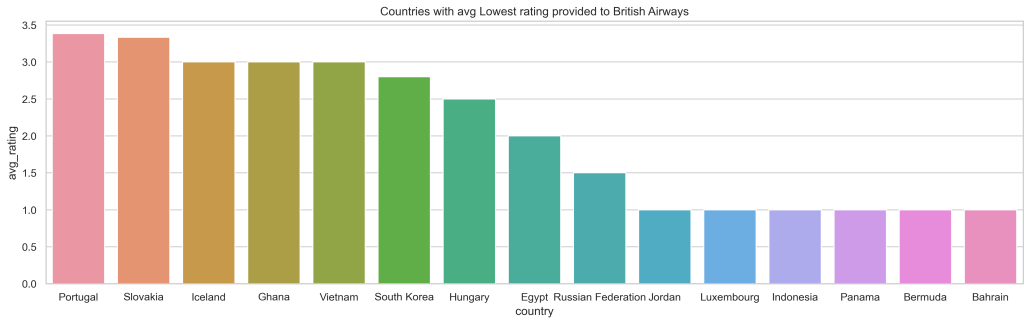 Countries with avg Lowest rating provided to British Airways
3.5
3.0
2.5
2.0
1.5
1.0
0.5
0.0
avg_rating
Portugal Slovakia Iceland Ghana Vietnam South Korea Hungary Egypt Russian Federation Jordan Luxembourg Indonesia Panama Bermuda Bahrain
country